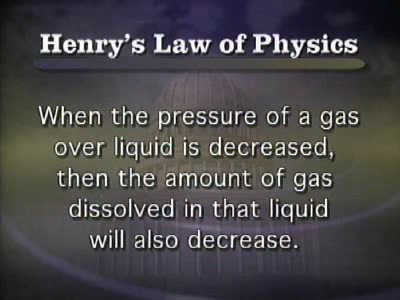 Henry's Law of Physics
When the pressure of a gas
over liquid is decreased,
then the amount of gas
dissolved in that liquid
will also decrease.